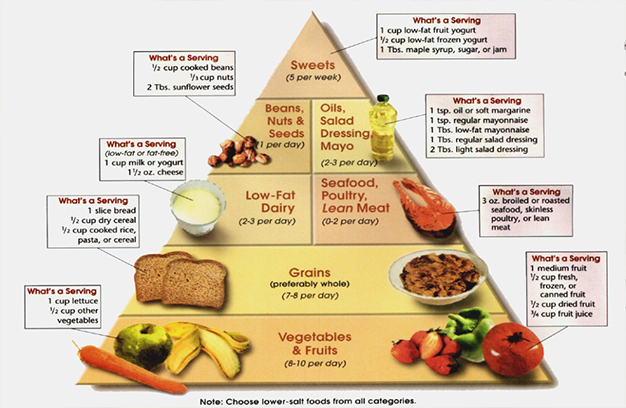 What's a Serving
1 cup low-fat fruit yogurt
1/2 cup low-fat frozen yogurt
1 Tbs. maple syrup, sugar, or jam
Sweets
(5 per week)
What's a Serving
1/2 cup cooked beans
1/3 cup nuts
2 Tbs. sunflower seeds
Beans,
Nuts &
Seeds
(1 per day)
Oils,
Salad
Dressing,
Mayo
(2-3 per day)
What's a Serving
1 tsp. oil or soft margarine
1 tsp. regular mayonnaise
1 Tbs. low-fat mayonnaise
1 Tbs. regular salad dressing
2 Tbs. light salad dressing
What's a Serving
(low-fat or fat-free)
1 cup milk or yogurt
1 1/2 oz. cheese
Low-Fat
Dairy
(2-3 per day)
Seafood,
Poultry,
Lean Meat
(0-2 per day)
What's a Serving
3 oz. broiled or roasted
seafood, skinless
poultry, or lean
meat
What's a Serving
1 slice bread
1/2 cup dry cereal
1/2 cup cooked rice,
pasta, or cereal
Grains
(preferably whole)
(7-8 per day)
What's a Serving
1 medium fruit
1/2 cup fresh,
frozen, or
canned fruit
1/2 cup dried fruit
3/4 cup fruit juice
What's a Serving
1 cup lettuce
1/2 cup other
vegetables
Vegetables
& Fruits
(8-10 per day)
Note: Choose lower-salt foods from all categories.